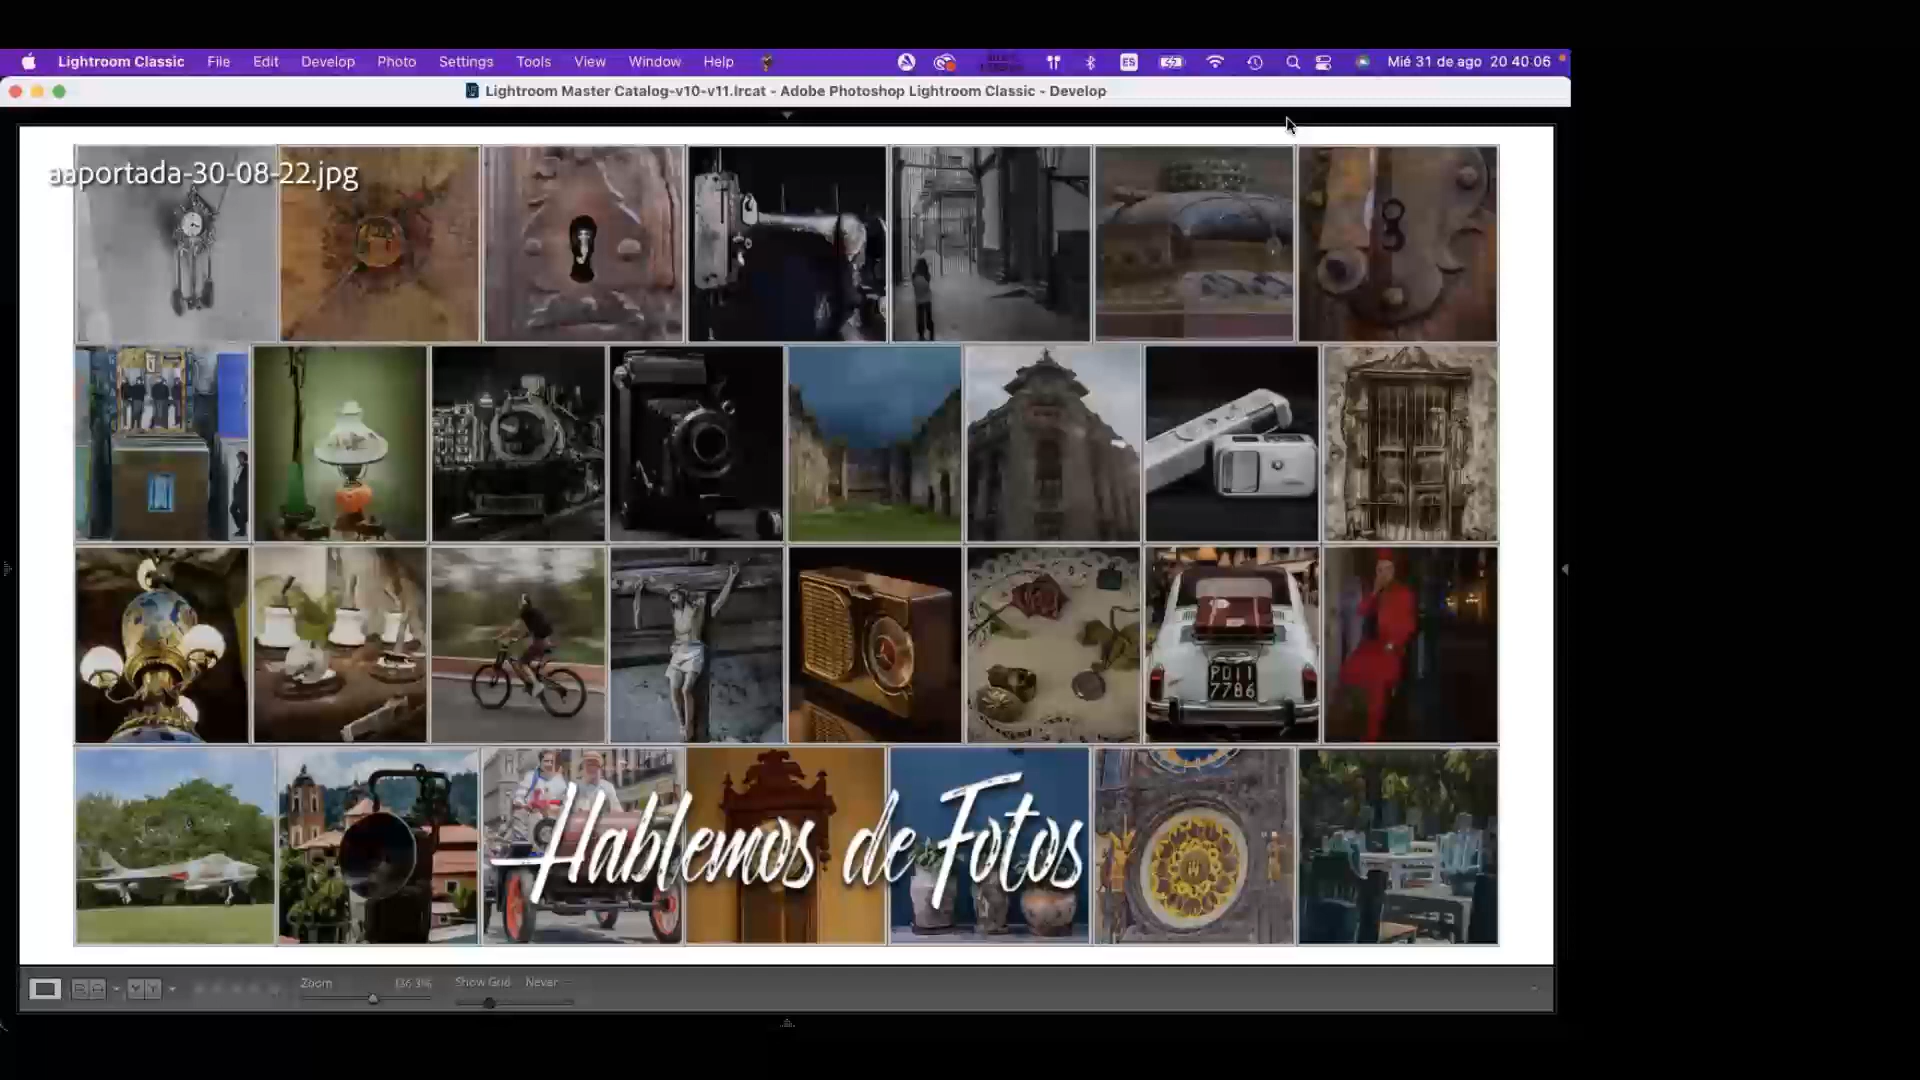 Lightroom Classic File Edit Develop Photo Settings Tools View Window Help ES Mié 31 de ago 20 40 06
Lightroom Master Catalog-v10-v11.lrcat - Adobe Photoshop Lightroom Classic - Develop
aaportada-30-08-22.jpg
PD11
7786
Hablemos de Fotos
Zoom Show Grid Never